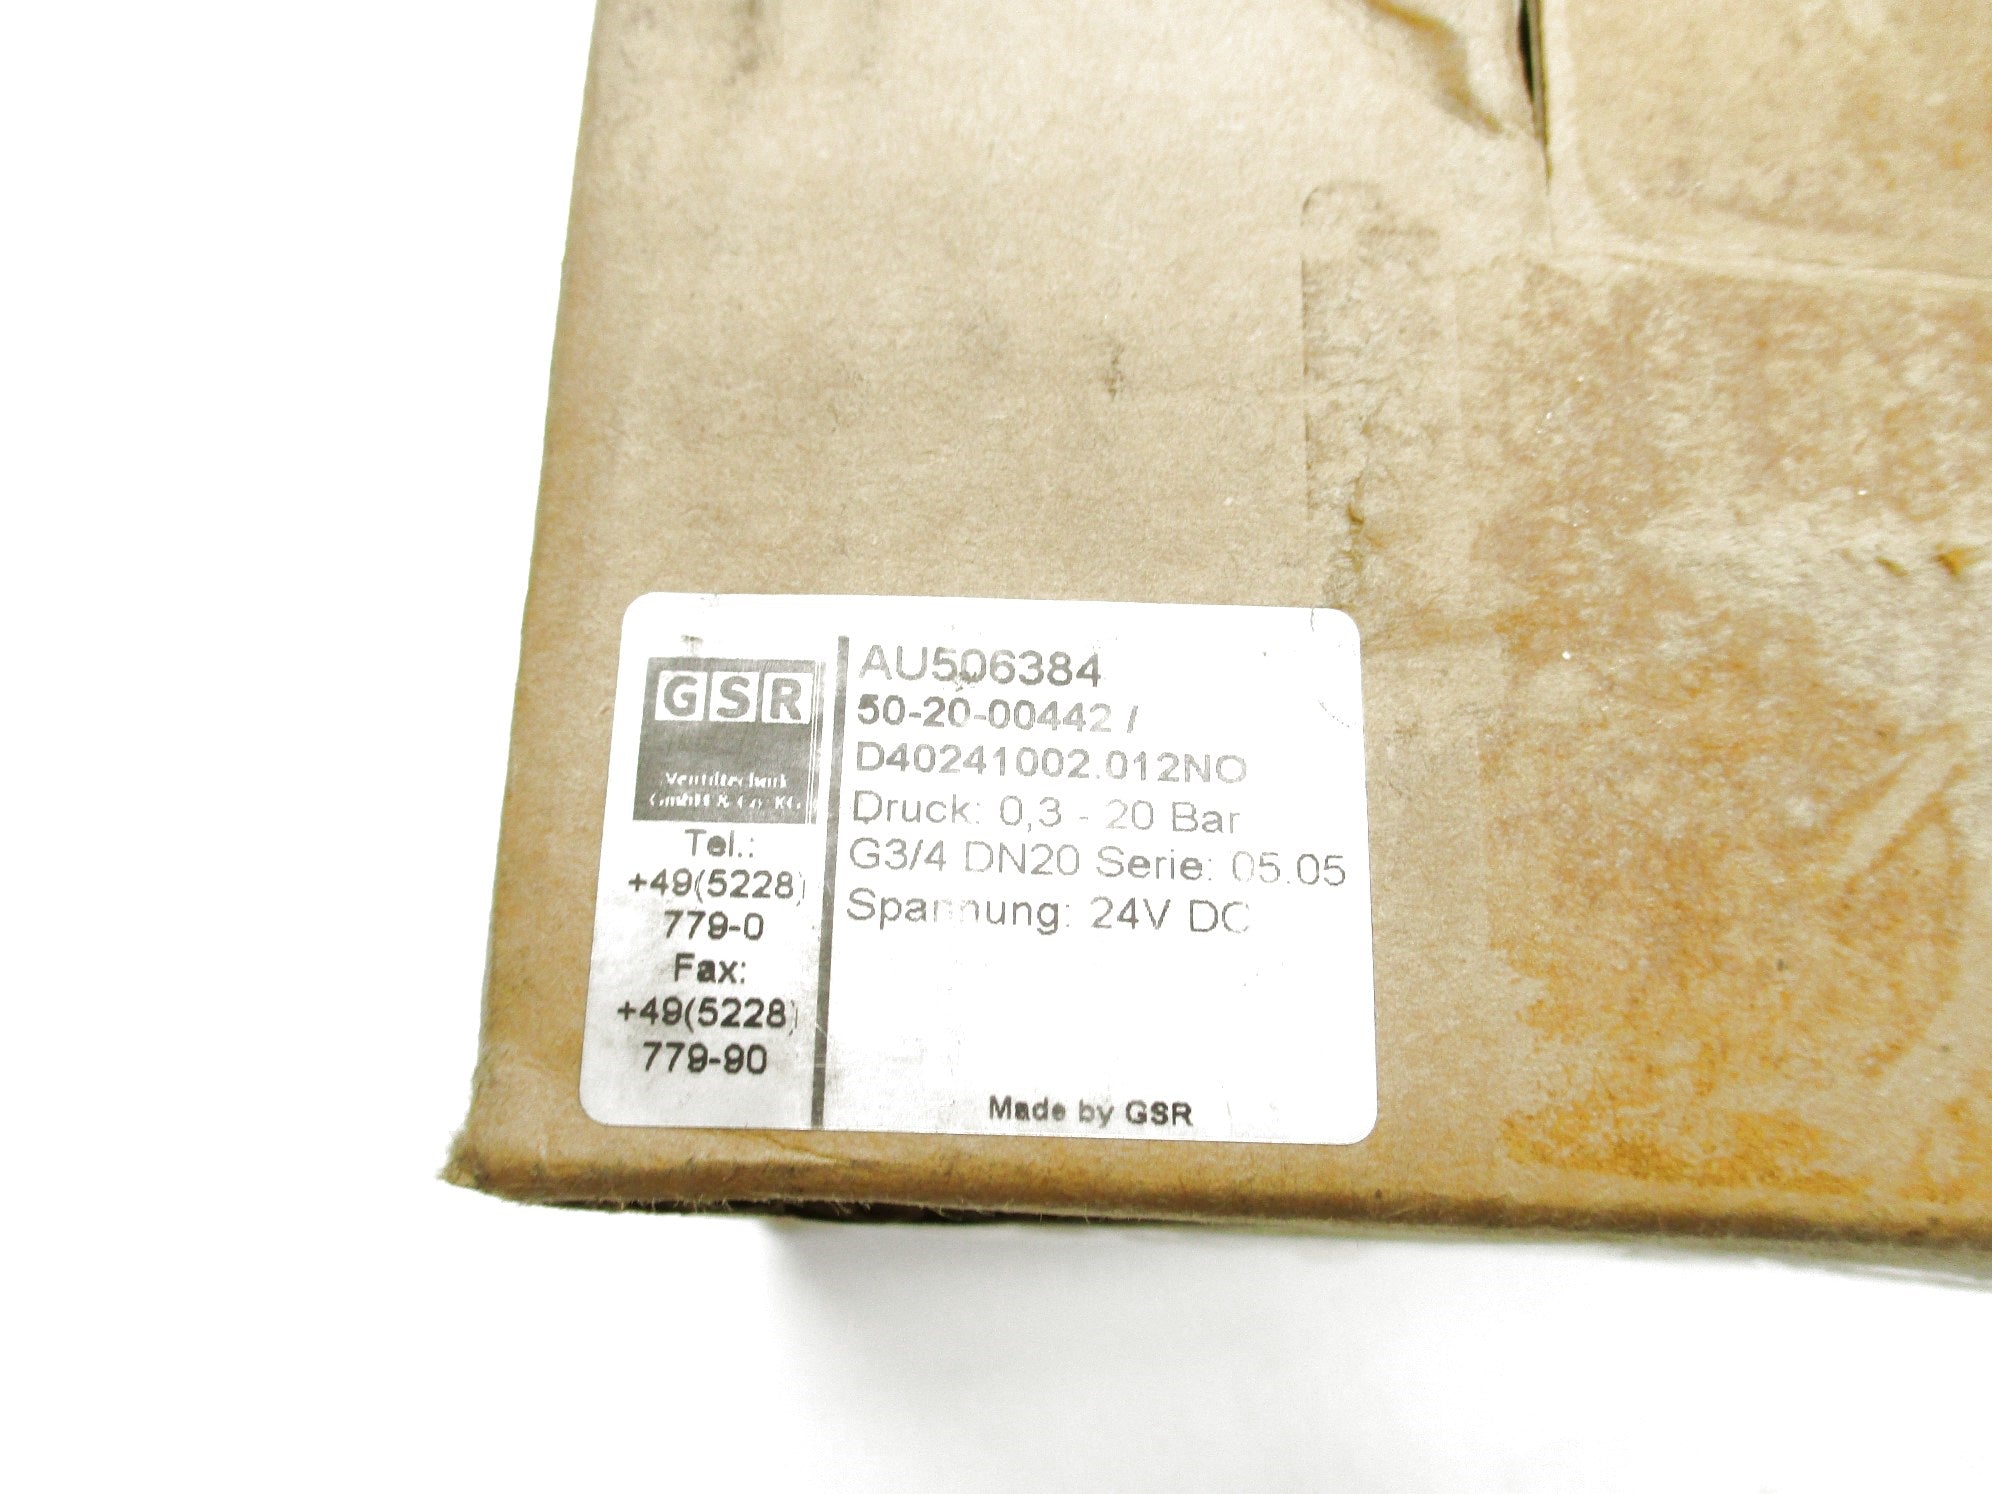 GSR
Ventiltechnik
GmbH & Co. KG
Tel.:
+49(5228)
779-0
Fax:
+49(5228)
779-90
AU506384
50-20-00442 /
D40241002.012NO
Druck: 0,3 - 20 Bar
G3/4 DN20 Serie: 05.05
Spannung: 24V DC
Made by GSR